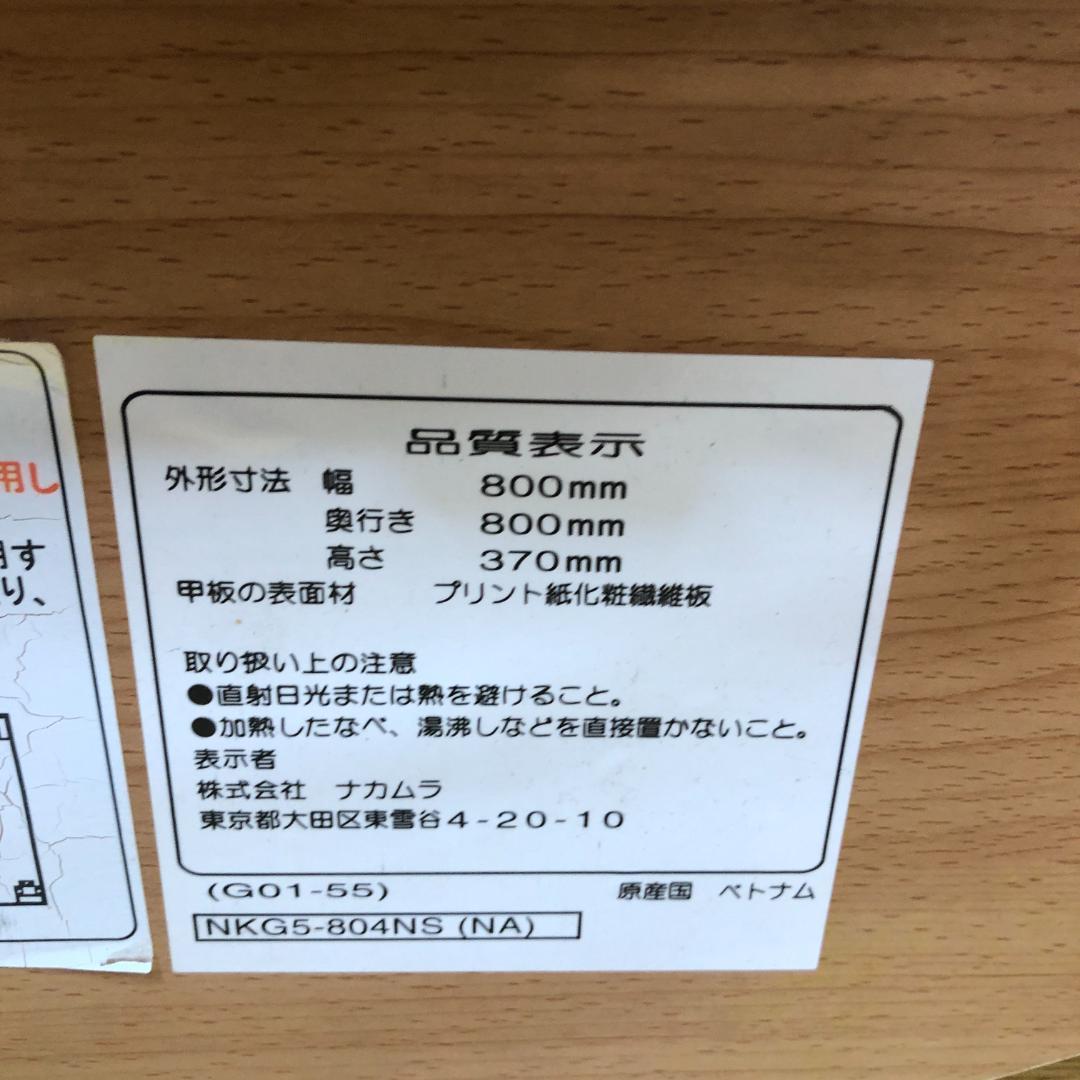 用し
用す
り、
品質表示
外形寸法 幅 800mm
奥行き 800mm
高さ 370mm
甲板の表面材 プリント紙化粧繊維板
取り扱い上の注意
●直射日光または熱を避けること。
●加熱したなべ、湯沸しなどを直接置かないこと。
表示者
株式会社 ナカムラ
東京都大田区東雪谷4-20-10
(G01-55) 原産国 ベトナム
NKG5-804NS (NA)